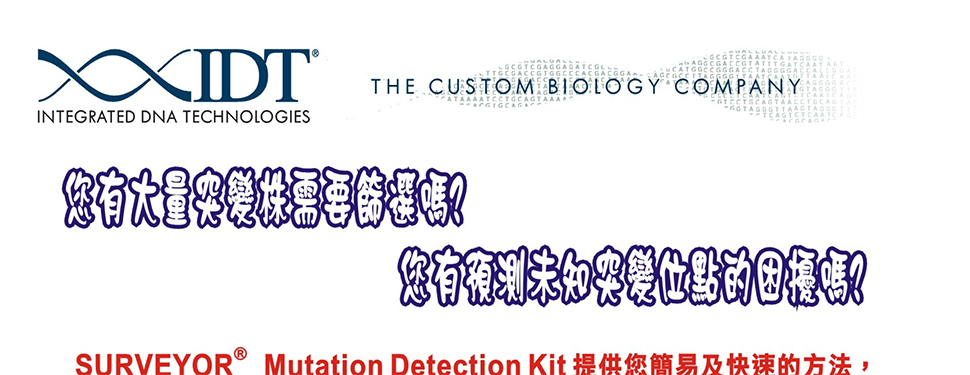 IDT®
INTEGRATED DNA TECHNOLOGIES
THE CUSTOM BIOLOGY COMPANY
您有大量突變株需要篩選嗎?
您有預測未知突變位點的困擾嗎?
SURVEYOR® Mutation Detection Kit 提供您簡易及快速的方法，